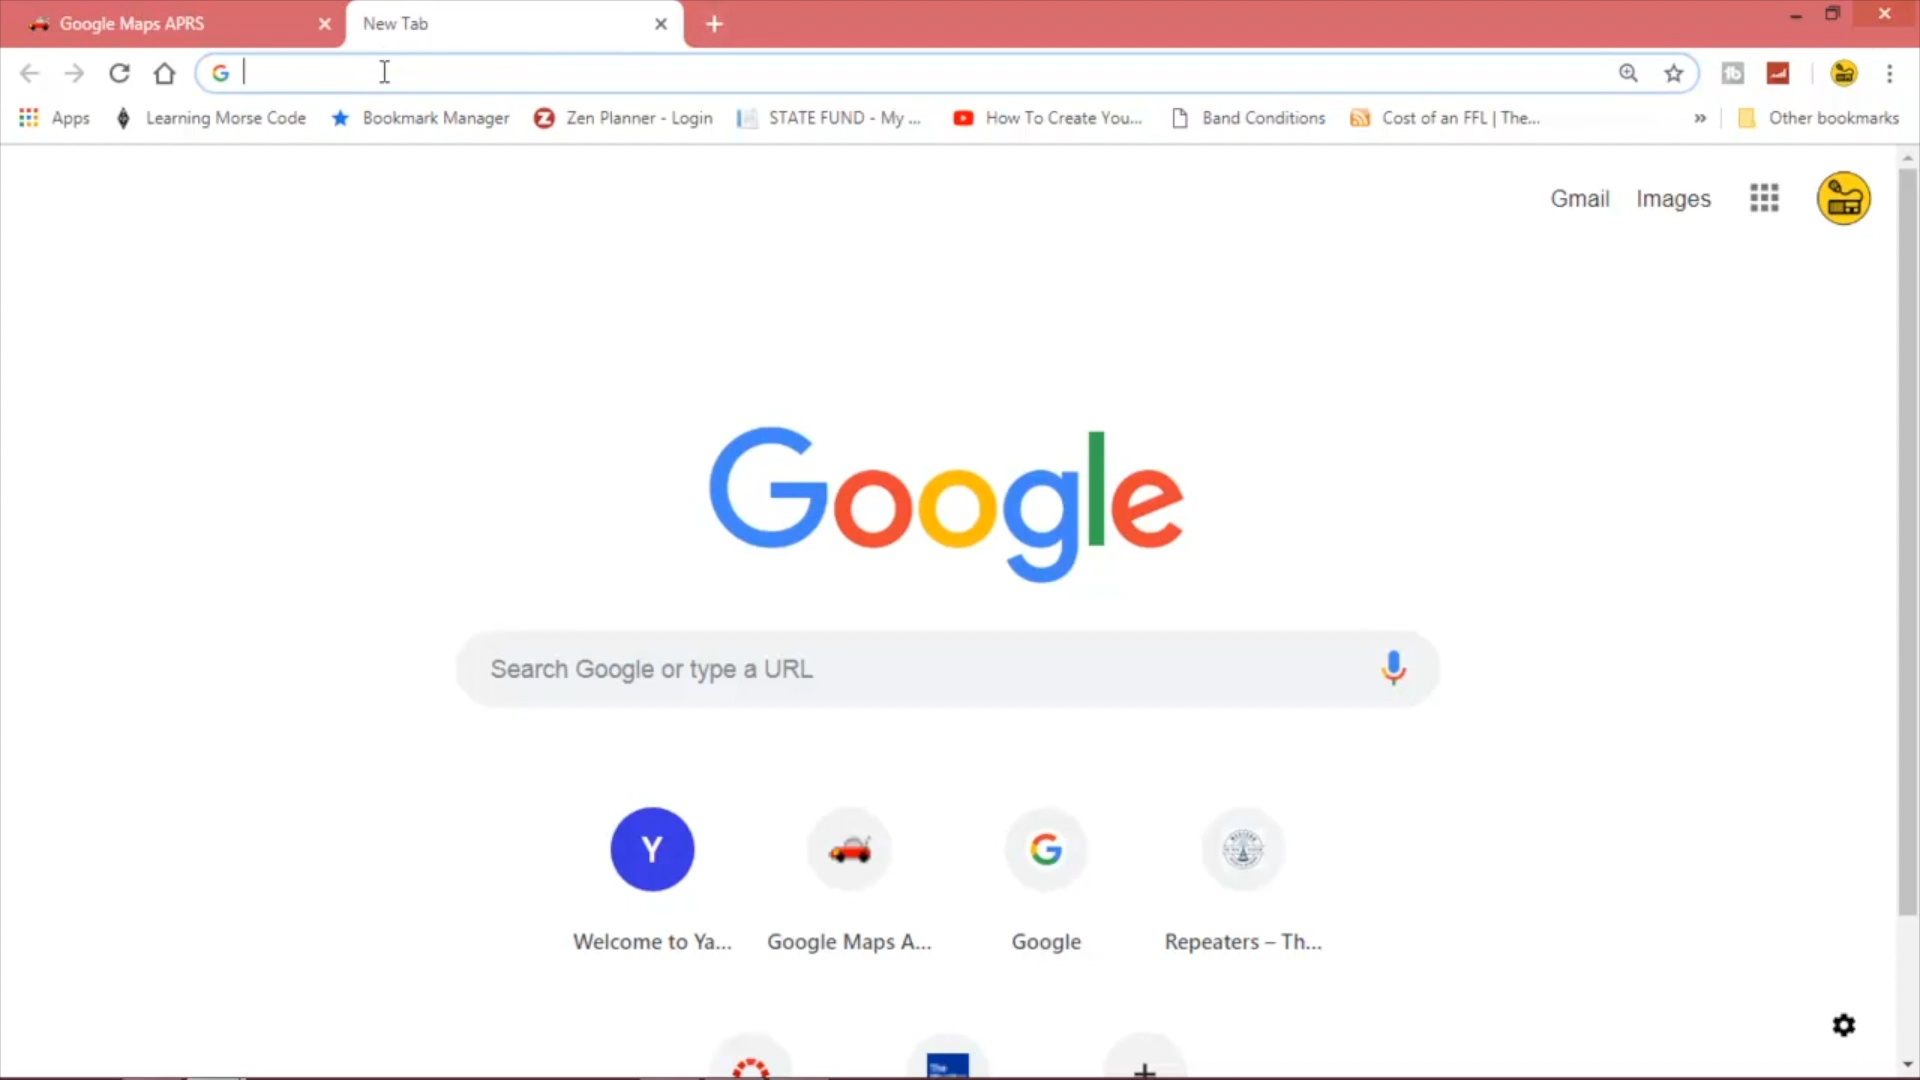 Google Maps APRS
New Tab
Apps
Learning Morse Code
Bookmark Manager
Zen Planner - Login
STATE FUND - My ...
How To Create You...
Band Conditions
Cost of an FFL | The...
»
Other bookmarks
Gmail
Images
Google
Search Google or type a URL
Y
Welcome to Ya...
Google Maps A...
Google
Repeaters – Th...
The